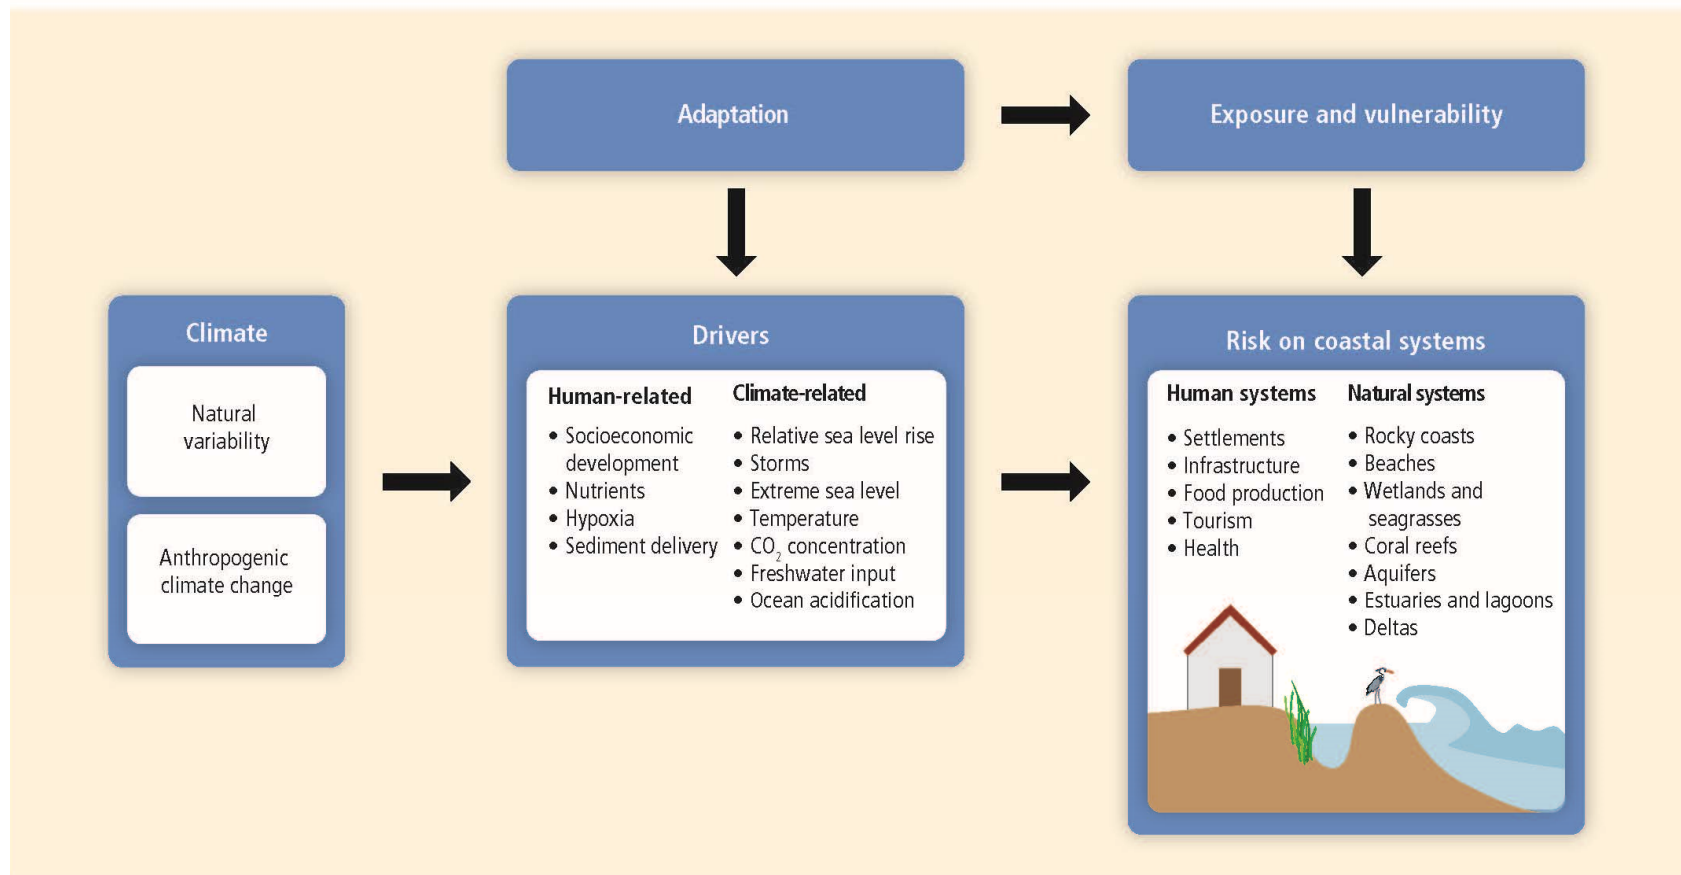 Adaptation
Exposure and vulnerability
Climate
Natural
variability
Anthropogenic
climate change
Drivers
Human-related
• Socioeconomic
development
• Nutrients
• Hypoxia
• Sediment delivery
Climate-related
• Relative sea level rise
• Storms
• Extreme sea level
• Temperature
• CO₂ concentration
• Freshwater input
• Ocean acidification
Risk on coastal systems
Human systems
• Settlements
• Infrastructure
• Food production
• Tourism
• Health
Natural systems
• Rocky coasts
• Beaches
• Wetlands and
seagrasses
• Coral reefs
• Aquifers
• Estuaries and lagoons
• Deltas